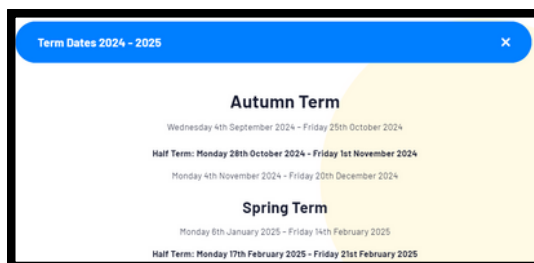 Term Dates 2024 - 2025 ×
Autumn Term
Wednesday 4th September 2024 - Friday 25th October 2024
Half Term: Monday 28th October 2024 - Friday 1st November 2024
Monday 4th November 2024 - Friday 20th December 2024
Spring Term
Monday 6th January 2025 - Friday 14th February 2025
Half Term: Monday 17th February 2025 - Friday 21st February 2025